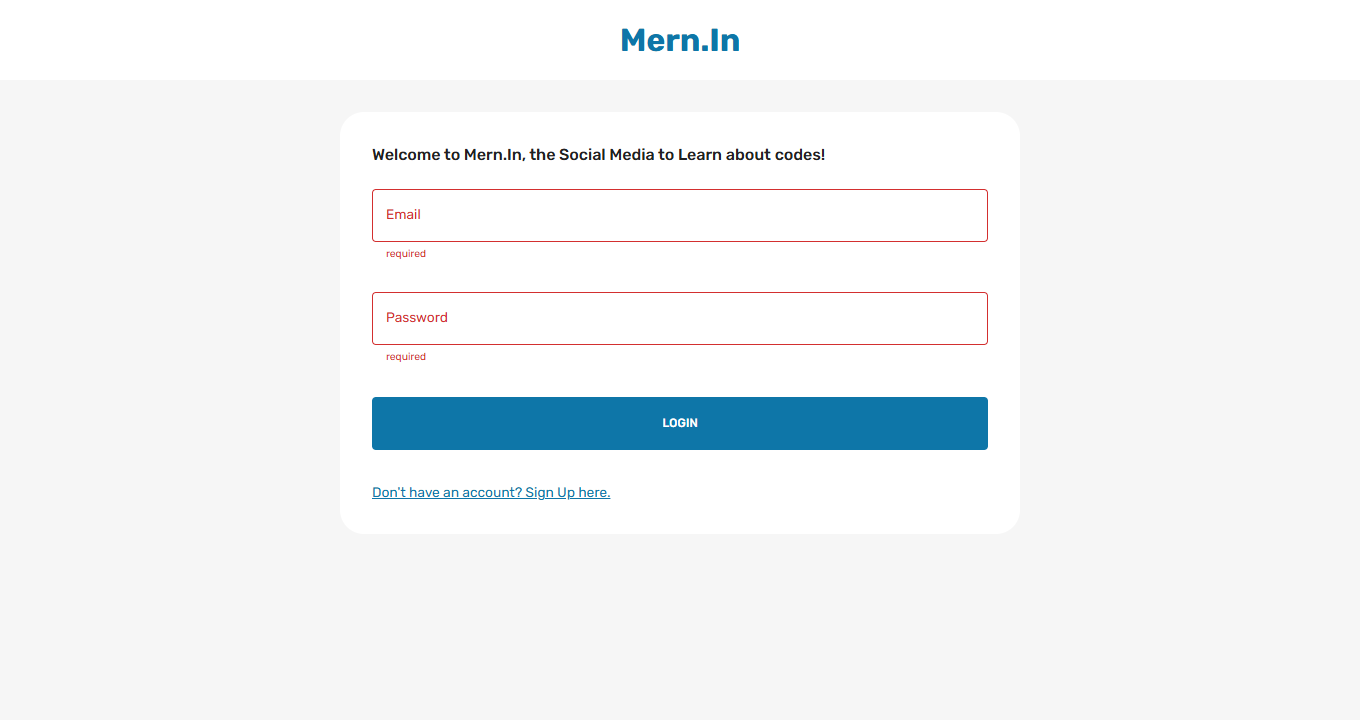 Mern.In
Welcome to Mern.In, the Social Media to Learn about codes!
Email
required
Password
required
LOGIN
Don't have an account? Sign Up here.